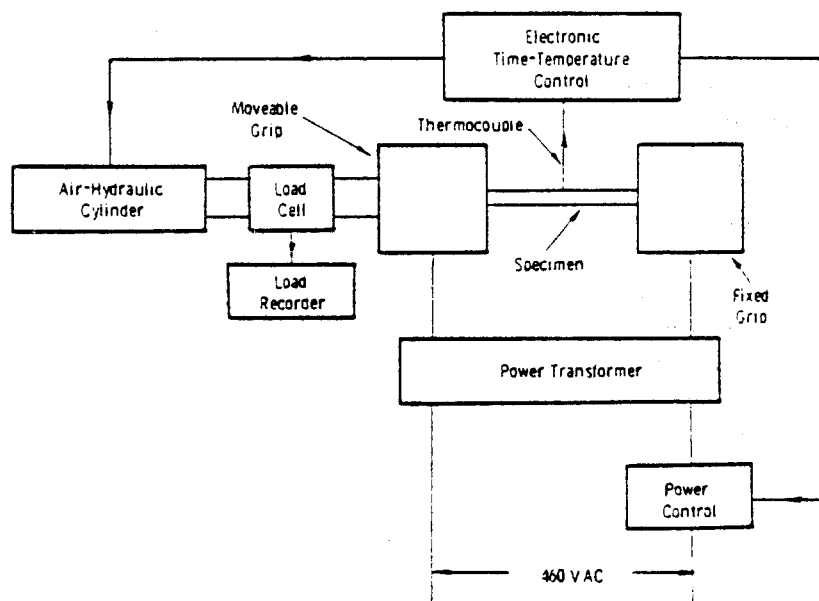 Electronic
Time-Temperature
Control
Moveable
Grip
Thermocouple
Air-Hydraulic
Cylinder
Load
Cell
Specimen
Load
Recorder
Fixed
Grip
Power Transformer
Power
Control
460 V AC